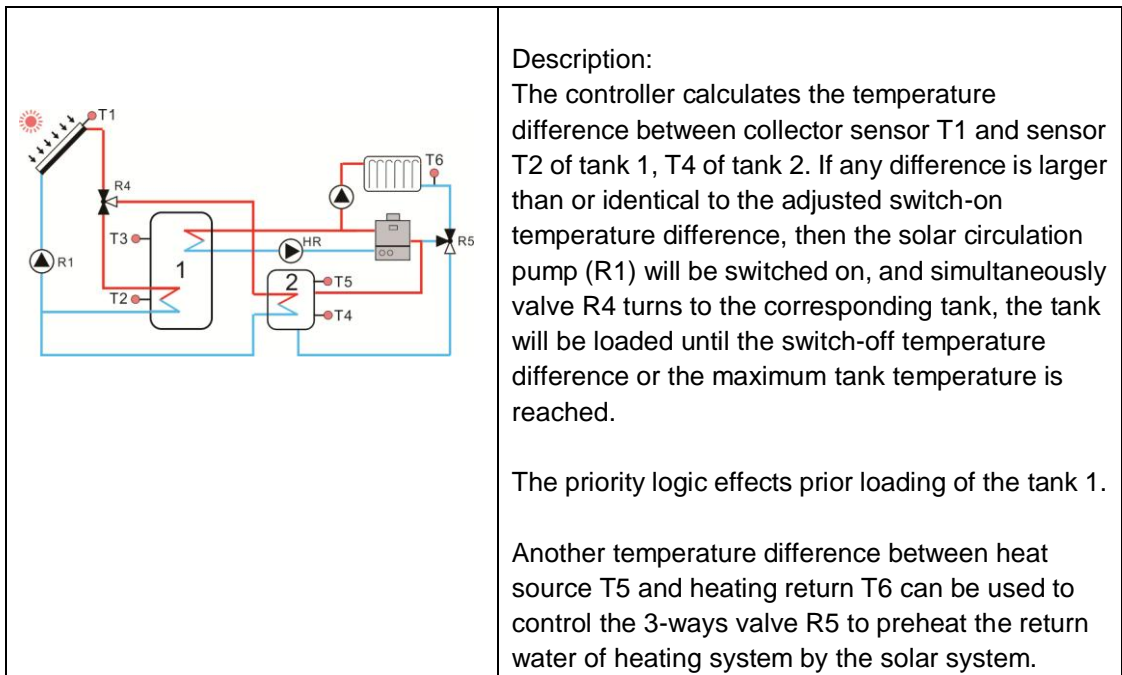 T1
R4
T6
T3
1
HR
R5
R1
T2
2
T5
T4
Description:
The controller calculates the temperature
difference between collector sensor T1 and sensor
T2 of tank 1, T4 of tank 2. If any difference is larger
than or identical to the adjusted switch-on
temperature difference, then the solar circulation
pump (R1) will be switched on, and simultaneously
valve R4 turns to the corresponding tank, the tank
will be loaded until the switch-off temperature
difference or the maximum tank temperature is
reached.
The priority logic effects prior loading of the tank 1.
Another temperature difference between heat
source T5 and heating return T6 can be used to
control the 3-ways valve R5 to preheat the return
water of heating system by the solar system.